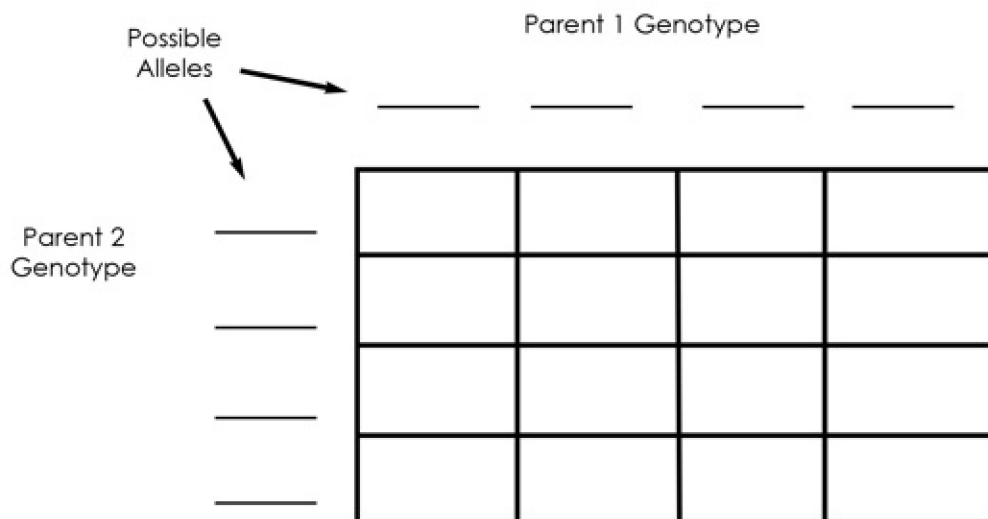 Parent 1 Genotype
Possible
Alleles
Parent 2
Genotype